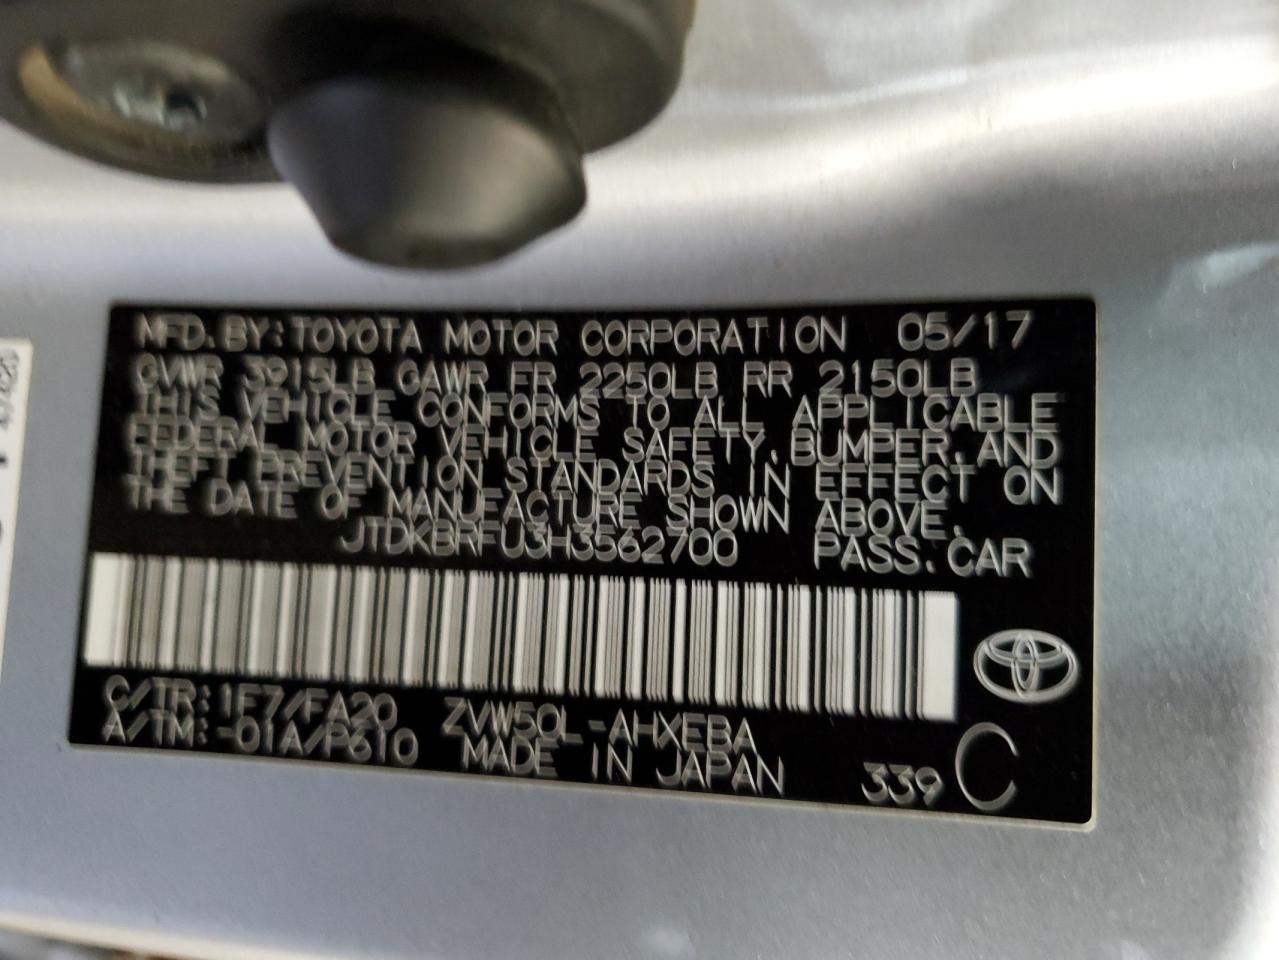 MFD.BY:TOYOTA MOTOR CORPORATION 05/17
GVWR 3915LB GAWR FR 2250LB RR 2150LB
THIS VEHICLE CONFORMS TO ALL APPLICABLE
FEDERAL MOTOR VEHICLE SAFETY,BUMPER,AND
THEFT PREVENTION STANDARDS IN EFFECT ON
THE DATE OF MANUFACTURE SHOWN ABOVE.
JTDKBRFU3H3562700 PASS.CAR
C/TR:1F7/FA20 ZVW50L-AHXEBA
A/TM:-01A/P610 MADE IN JAPAN 339 C